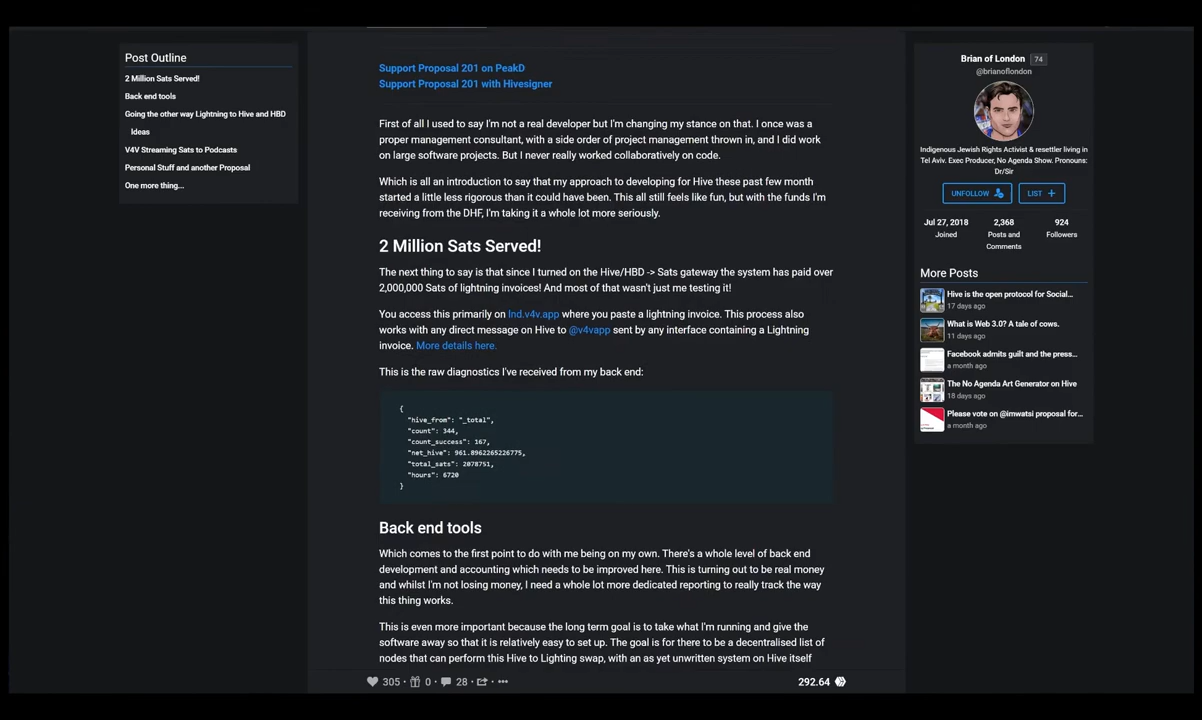 Post Outline
2 Million Sats Served!
Back end tools
Going the other way Lightning to Hive and HBD
Ideas
V4V Streaming Sats to Podcasts
Personal Stuff and another Proposal
One more thing...
Support Proposal 201 on PeakD
Support Proposal 201 with Hivesigner
First of all I used to say I'm not a real developer but I'm changing my stance on that. I once was a
proper management consultant, with a side order of project management thrown in, and I did work
on large software projects. But I never really worked collaboratively on code.
Which is all an introduction to say that my approach to developing for Hive these past few month
started a little less rigorous than it could have been. This all still feels like fun, but with the funds I'm
receiving from the DHF, I'm taking it a whole lot more seriously.
2 Million Sats Served!
The next thing to say is that since I turned on the Hive/HBD -> Sats gateway the system has paid over
2,000,000 Sats of lightning invoices! And most of that wasn't just me testing it!
You access this primarily on lnd.v4v.app where you paste a lightning invoice. This process also
works with any direct message on Hive to @v4vapp sent by any interface containing a Lightning
invoice. More details here.
This is the raw diagnostics I've received from my back end:
{
"hive_from": "_total",
"count": 344,
"count_success": 167,
"net_hive": 961.8962265226775,
"total_sats": 2078751,
"hours": 6720
}
Back end tools
Which comes to the first point to do with me being on my own. There's a whole level of back end
development and accounting which needs to be improved here. This is turning out to be real money
and whilst I'm not losing money, I need a whole lot more dedicated reporting to really track the way
this thing works.
This is even more important because the long term goal is to take what I'm running and give the
software away so that it is relatively easy to set up. The goal is for there to be a decentralised list of
nodes that can perform this Hive to Lighting swap, with an as yet unwritten system on Hive itself
305 · 0 · 28 · · •••
292.64
Brian of London 74
@brianoflondon
Indigenous Jewish Rights Activist & resettler living in
Tel Aviv. Exec Producer, No Agenda Show. Pronouns:
Dr/Sir
UNFOLLOW
LIST +
Jul 27, 2018 2,368 924
Joined Posts and Followers
Comments
More Posts
Hive is the open protocol for Social...
17 days ago
What is Web 3.0? A tale of cows.
11 days ago
Facebook admits guilt and the press...
a month ago
The No Agenda Art Generator on Hive
18 days ago
Please vote on @imwatsi proposal for...
a month ago